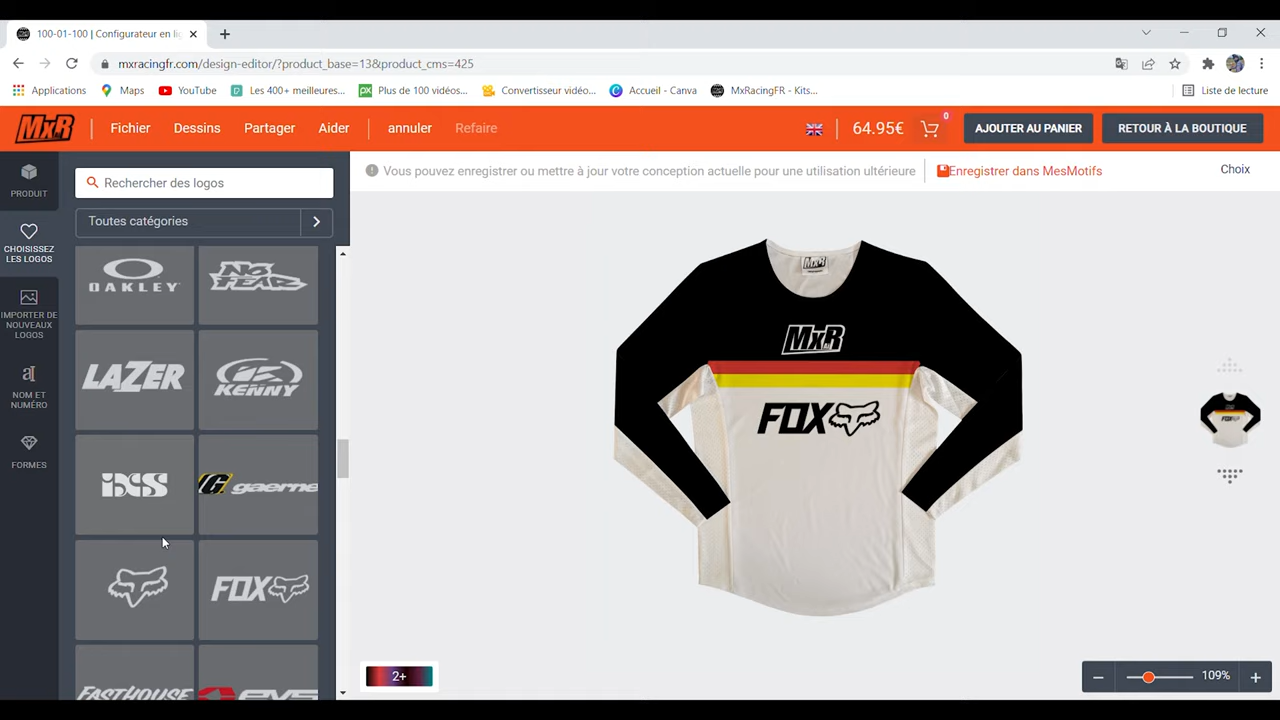 100-01-100 | Configurateur en li
mxracingfr.com/design-editor/?product_base=13&product_cms=425
Applications
Maps
YouTube
Les 400+ meilleures...
Plus de 100 vidéos...
Convertisseur vidéo...
Accueil - Canva
MxRacingFR - Kits...
Liste de lecture
MxR
Fichier
Dessins
Partager
Aider
annuler
Refaire
64.95€
0
AJOUTER AU PANIER
RETOUR À LA BOUTIQUE
PRODUIT
CHOISISSEZ
LES LOGOS
IMPORTER DE
NOUVEAUX
LOGOS
NOM ET
NUMÉRO
FORMES
Rechercher des logos
Toutes catégories
OAKLEY
NO FEAR
LAZER
KENNY
iXS
G gaerne
FOX
FASTHOUSE
EVS
Vous pouvez enregistrer ou mettre à jour votre conception actuelle pour une utilisation ultérieure
Enregistrer dans MesMotifs
Choix
MxR
MxR
FOX
2+
109%